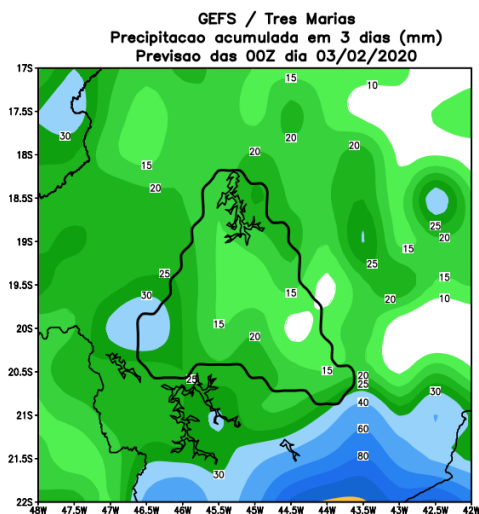 GEFS / Tres Marias
Precipitacao acumulada em 3 dias (mm)
Previsao das 00Z dia 03/02/2020
17S
15
10
17.5S
20
30
18S
15
20
20
20
18.5S
25
20
19S
25
25
15
15
19.5S
30
15
10
20S
15
20
20.5S
15
20
25
25
30
21S
40
60
21.5S
80
30
22S
48W
47.5W
47W
46.5W
46W
45.5W
45W
44.5W
44W
43.5W
43W
42.5W
42W